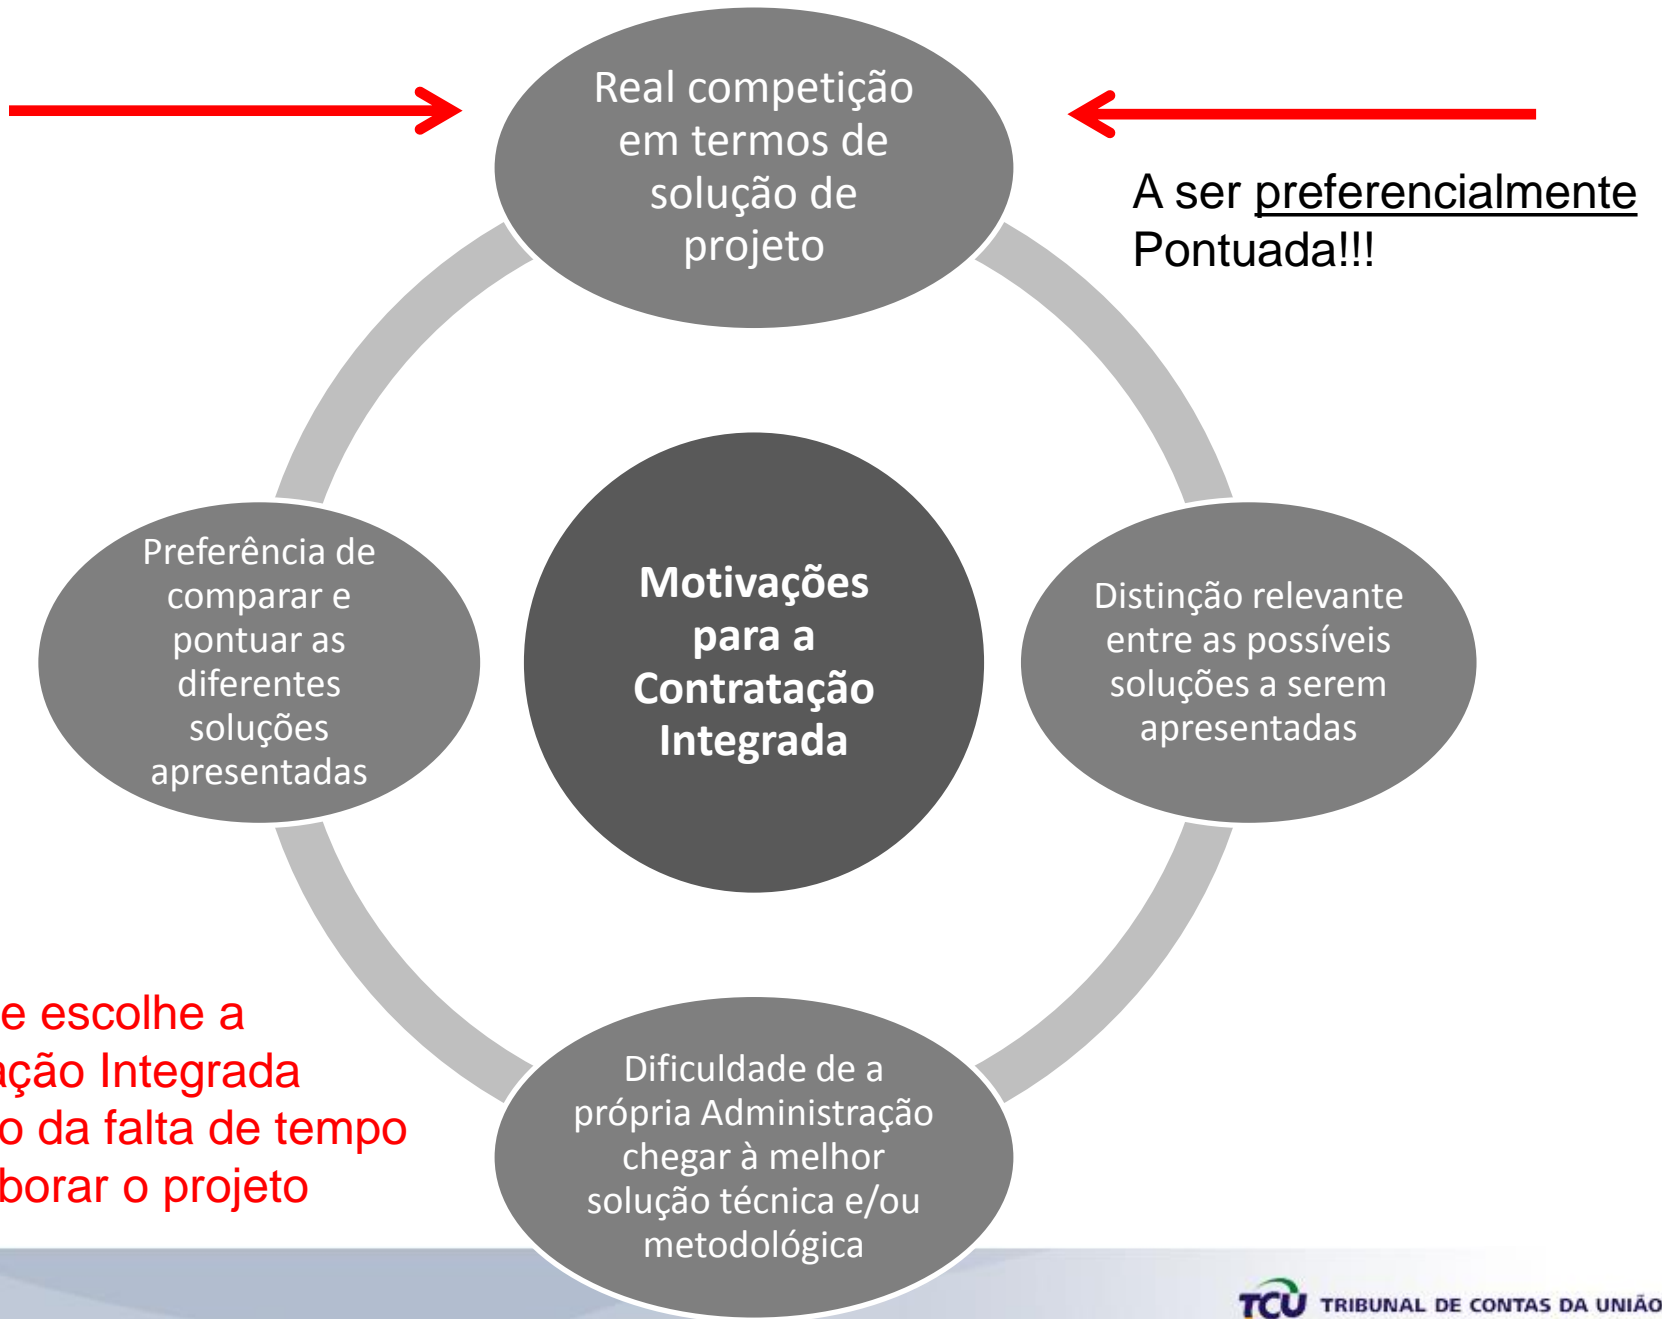 Real competição
em termos de
solução de
projeto
A ser preferencialmente
Pontuada!!!
Preferência de
comparar e
pontuar as
diferentes
soluções
apresentadas
Motivações
para a
Contratação
Integrada
Distinção relevante
entre as possíveis
soluções a serem
apresentadas
e escolhe a
ação Integrada
o da falta de tempo
borar o projeto
Dificuldade de a
própria Administração
chegar à melhor
solução técnica e/ou
metodológica
TCU TRIBUNAL DE CONTAS DA UNIÃO